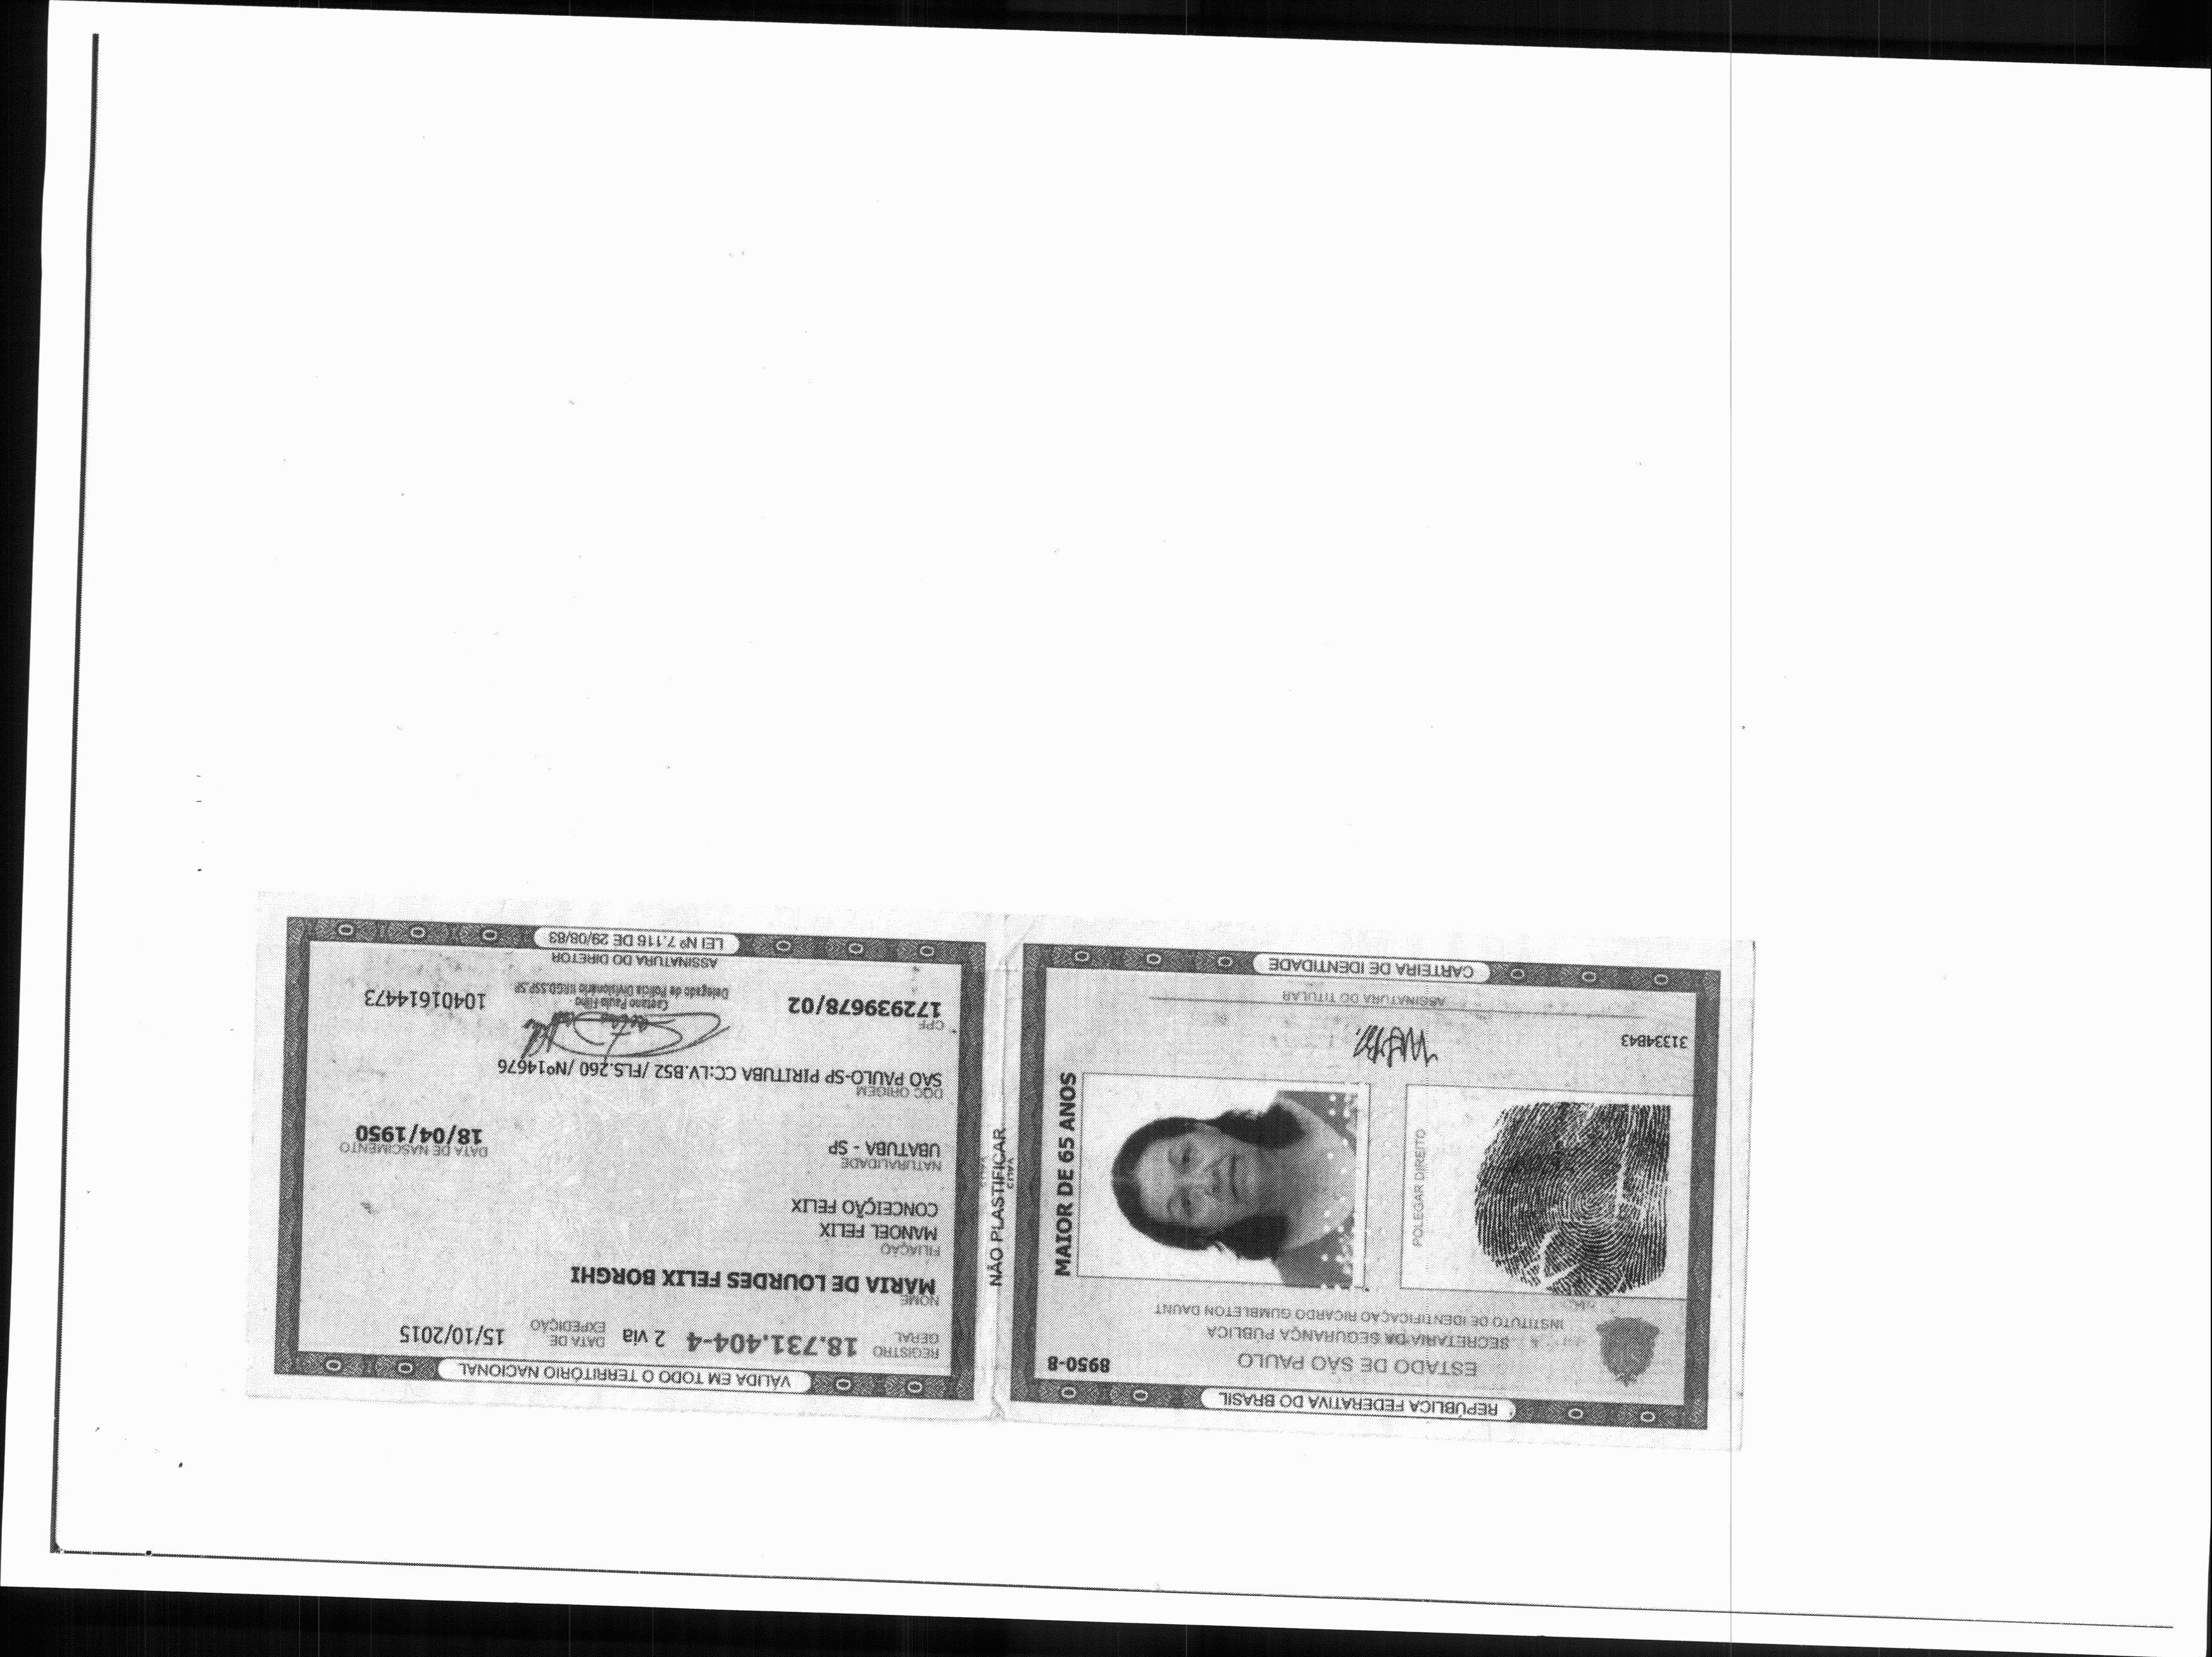 REPÚBLICA FEDERATIVA DO BRASIL
ESTADO DE SÃO PAULO
8950-8
SECRETARIA DA SEGURANÇA PÚBLICA
INSTITUTO DE IDENTIFICAÇÃO RICARDO GUMBLETON DAUNT
POLEGAR DIREITO
MAIOR DE 65 ANOS
31334B43
ASSINATURA DO TITULAR
CARTEIRA DE IDENTIDADE
NÃO PLASTIFICAR
VÁLIDA EM TODO O TERRITÓRIO NACIONAL
REGISTRO GERAL 18.731.404-4 2 via DATA DE EXPEDIÇÃO 15/10/2015
NOME
MARIA DE LOURDES FELIX BORGHI
FILIAÇÃO
MANOEL FELIX
CONCEIÇÃO FELIX
NATURALIDADE DATA DE NASCIMENTO
UBATUBA - SP 18/04/1950
DOC ORIGEM
SAO PAULO-SP PIRITUBA CC:LV.B52 /FLS.260 /Nº14676
CPF
172939678/02
Caetano Paulo Filho
Delegado de Polícia Divisionário IIRGD.SSP.SP
10401614473
ASSINATURA DO DIRETOR
LEI Nº 7.116 DE 29/08/83